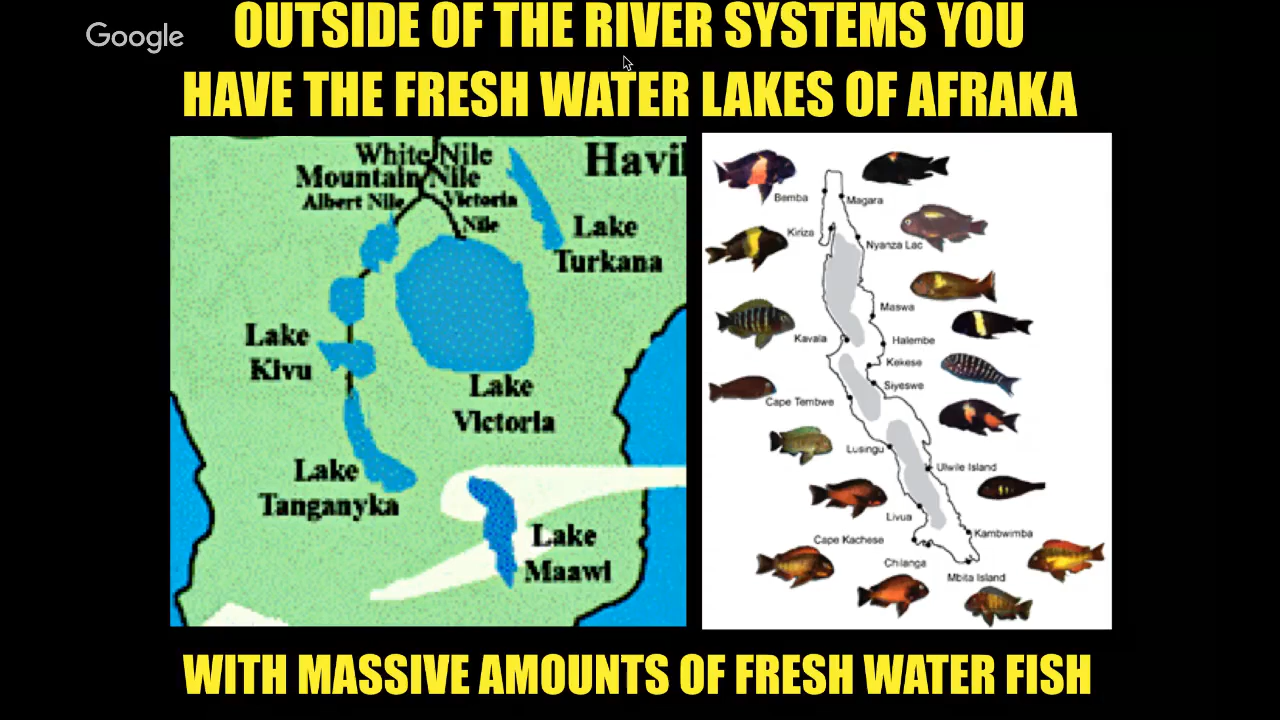 Google
OUTSIDE OF THE RIVER SYSTEMS YOU
HAVE THE FRESH WATER LAKES OF AFRAKA
White Nile
Mountain Nile
Albert Nile
Victoria
Nile
Havil
Lake
Turkana
Lake
Kivu
Lake
Victoria
Lake
Tanganyka
Lake
Maawi
Bemba
Magara
Kiriza
Nyanza Lac
Maswa
Kavala
Halembe
Kekese
Siyeswe
Cape Tembwe
Lusingu
Ulwile Island
Livua
Kambwimba
Cape Kachese
Chilanga
Mbita Island
WITH MASSIVE AMOUNTS OF FRESH WATER FISH